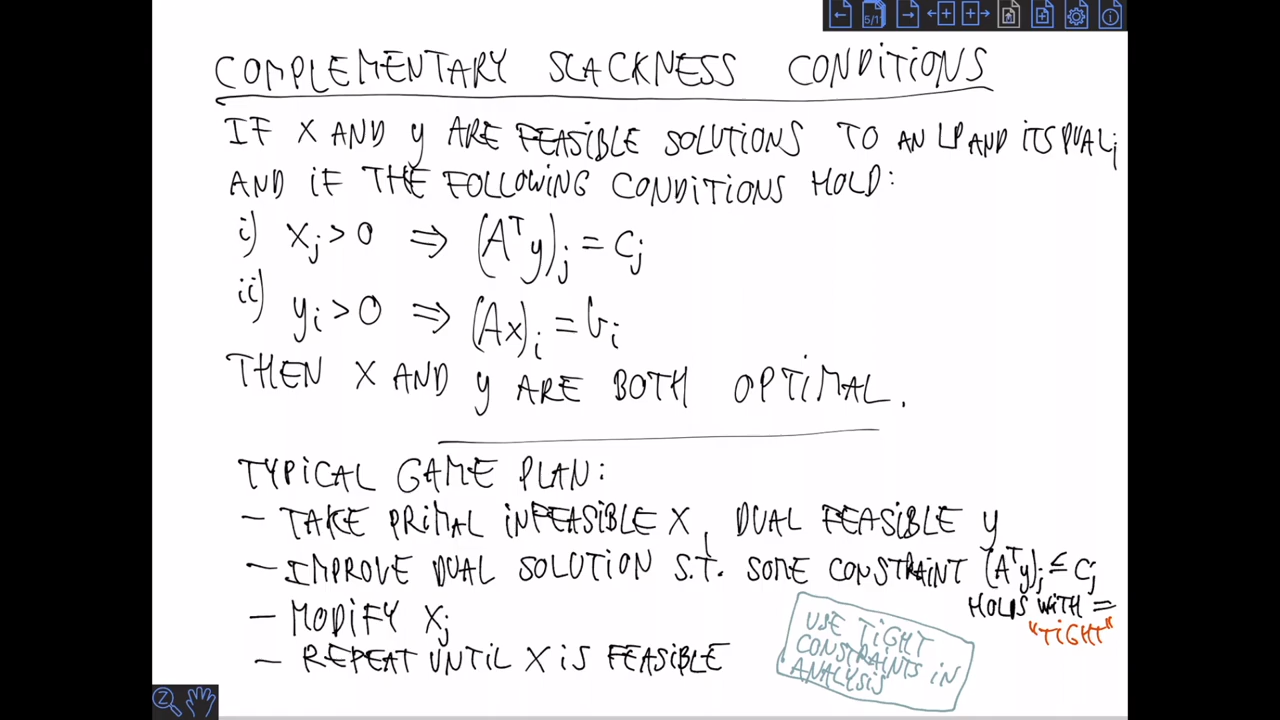 5/11
COMPLEMENTARY SLACKNESS CONDITIONS
IF X AND y ARE FEASIBLE SOLUTIONS TO AN LP AND ITS DUAL;
AND IF THE FOLLOWING CONDITIONS HOLD:
i) xj > 0 ⇒ (Aᵀy)j = cj
ii) yi > 0 ⇒ (Ax)i = bi
THEN X AND y ARE BOTH OPTIMAL.
TYPICAL GAME PLAN:
- TAKE PRIMAL INFEASIBLE X, DUAL FEASIBLE y
- IMPROVE DUAL SOLUTION S.T. SOME CONSTRAINT (Aᵀy)j ≤ cj
HOLDS WITH =
"TIGHT"
- MODIFY Xj
- REPEAT UNTIL X IS FEASIBLE
USE TIGHT
CONSTRAINTS IN
ANALYSIS